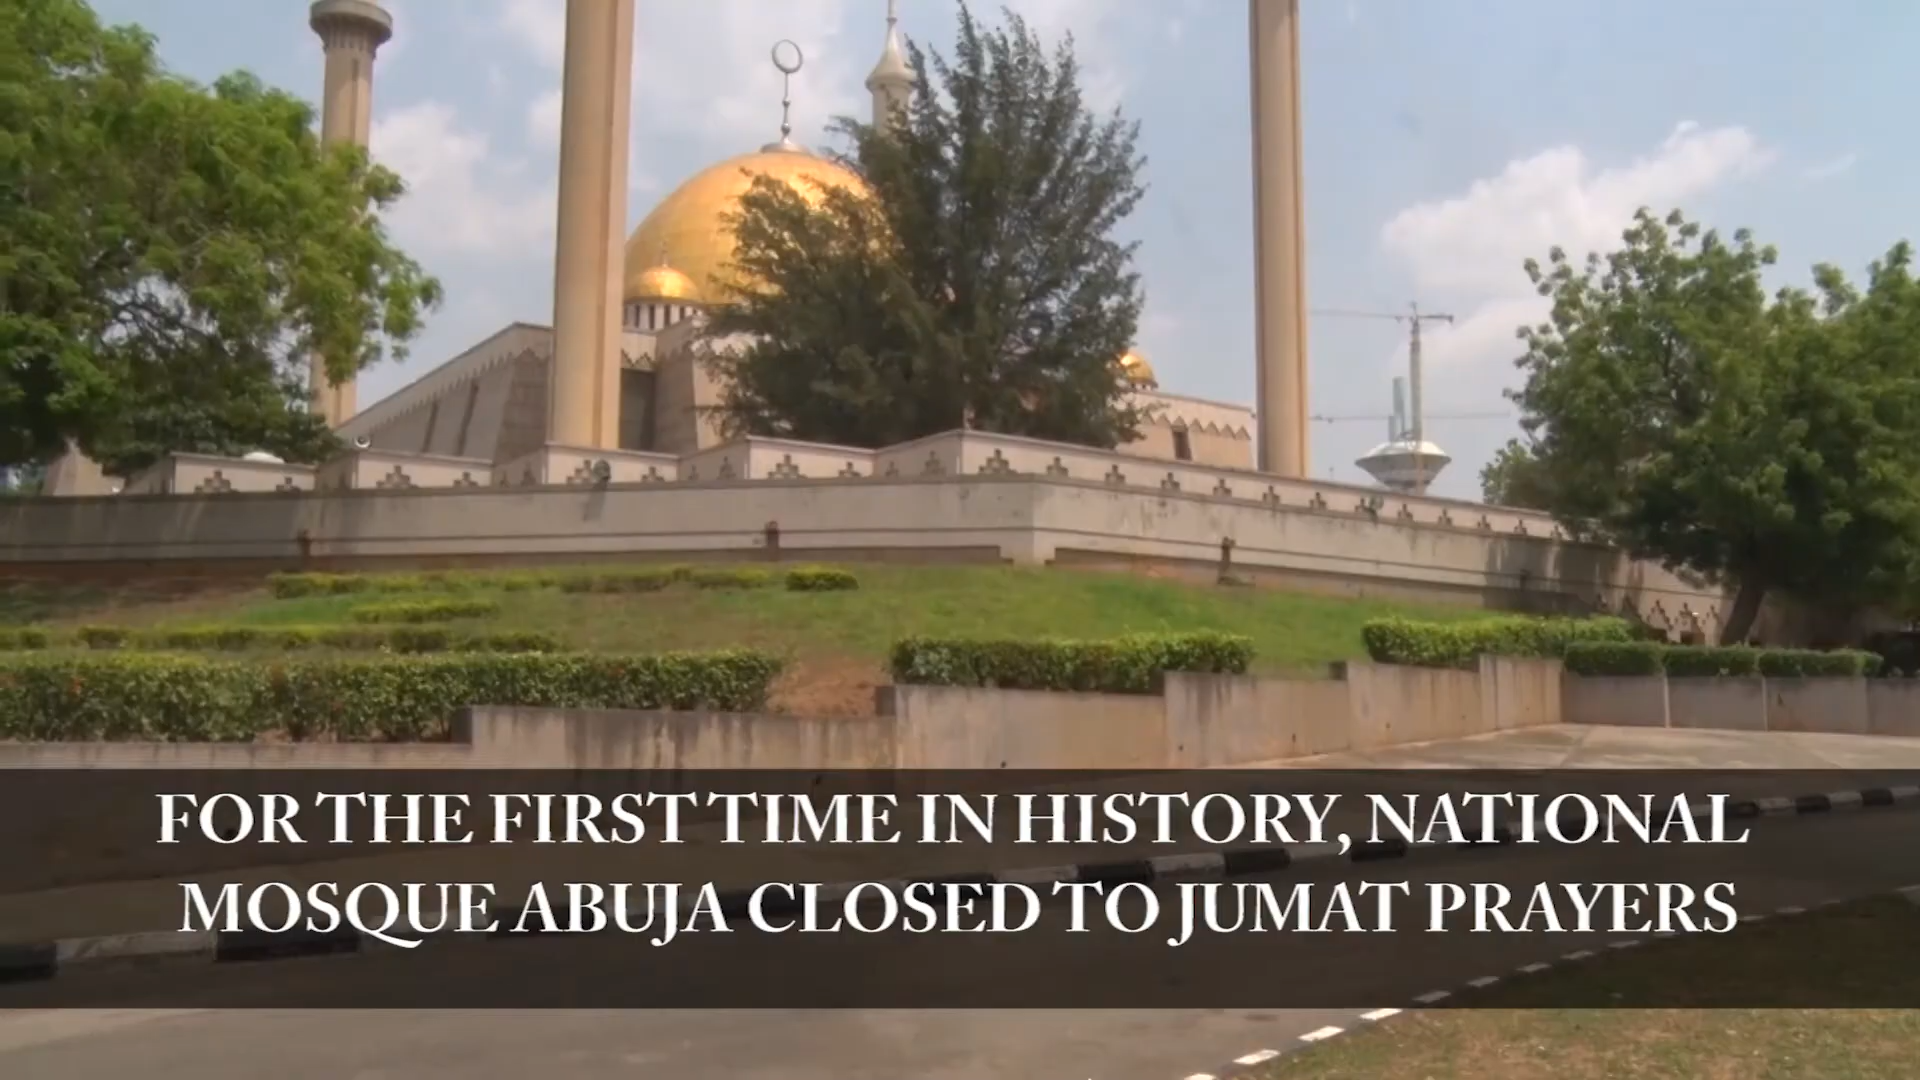 FOR THE FIRST TIME IN HISTORY, NATIONAL
MOSQUE ABUJA CLOSED TO JUMAT PRAYERS